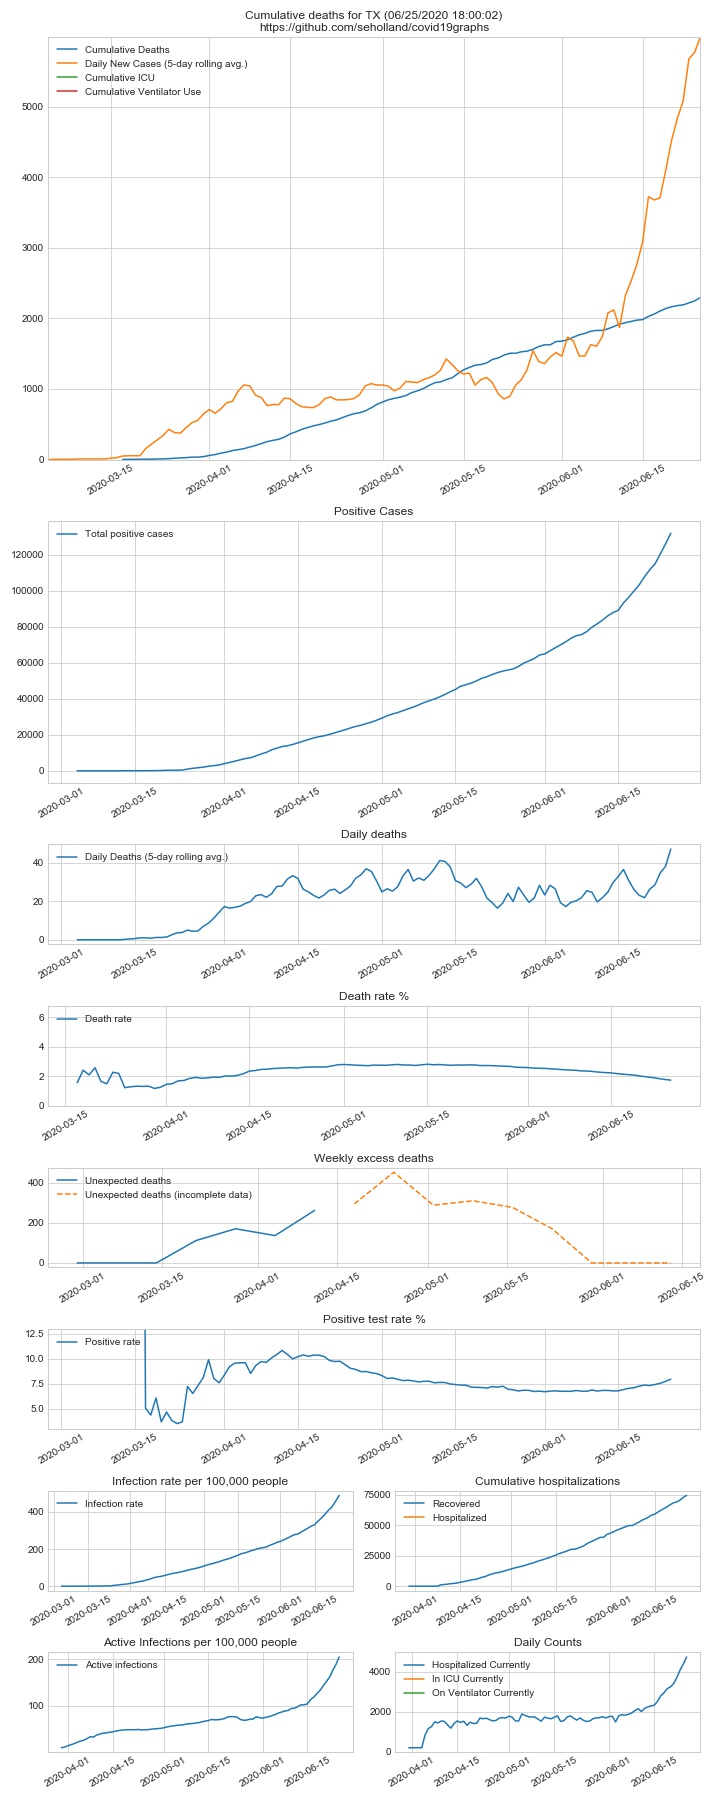 Cumulative deaths for TX (06/25/2020 18:00:02)
https://github.com/seholland/covid19graphs
Cumulative Deaths
Daily New Cases (5-day rolling avg.)
Cumulative ICU
Cumulative Ventilator Use
5000
4000
3000
2000
1000
0
2020-03-15 2020-04-01 2020-04-15 2020-05-01 2020-05-15 2020-06-01 2020-06-15
Positive Cases
Total positive cases
120000
100000
80000
60000
40000
20000
0
2020-03-01 2020-03-15 2020-04-01 2020-04-15 2020-05-01 2020-05-15 2020-06-01 2020-06-15
Daily deaths
Daily Deaths (5-day rolling avg.)
40
20
0
2020-03-01 2020-03-15 2020-04-01 2020-04-15 2020-05-01 2020-05-15 2020-06-01 2020-06-15
Death rate %
Death rate
6
4
2
0
2020-03-15 2020-04-01 2020-04-15 2020-05-01 2020-05-15 2020-06-01 2020-06-15
Weekly excess deaths
Unexpected deaths
Unexpected deaths (incomplete data)
400
200
0
2020-03-01 2020-03-15 2020-04-01 2020-04-15 2020-05-01 2020-05-15 2020-06-01 2020-06-15
Positive test rate %
Positive rate
12.5
10.0
7.5
5.0
2020-03-01 2020-03-15 2020-04-01 2020-04-15 2020-05-01 2020-05-15 2020-06-01 2020-06-15
Infection rate per 100,000 people
Infection rate
400
200
0
2020-03-01 2020-03-15 2020-04-01 2020-04-15 2020-05-01 2020-05-15 2020-06-01 2020-06-15
Cumulative hospitalizations
Recovered
Hospitalized
75000
50000
25000
0
2020-04-01 2020-04-15 2020-05-01 2020-05-15 2020-06-01 2020-06-15
Active Infections per 100,000 people
Active infections
200
100
2020-04-01 2020-04-15 2020-05-01 2020-05-15 2020-06-01 2020-06-15
Daily Counts
Hospitalized Currently
In ICU Currently
On Ventilator Currently
4000
2000
0
2020-04-01 2020-04-15 2020-05-01 2020-05-15 2020-06-01 2020-06-15